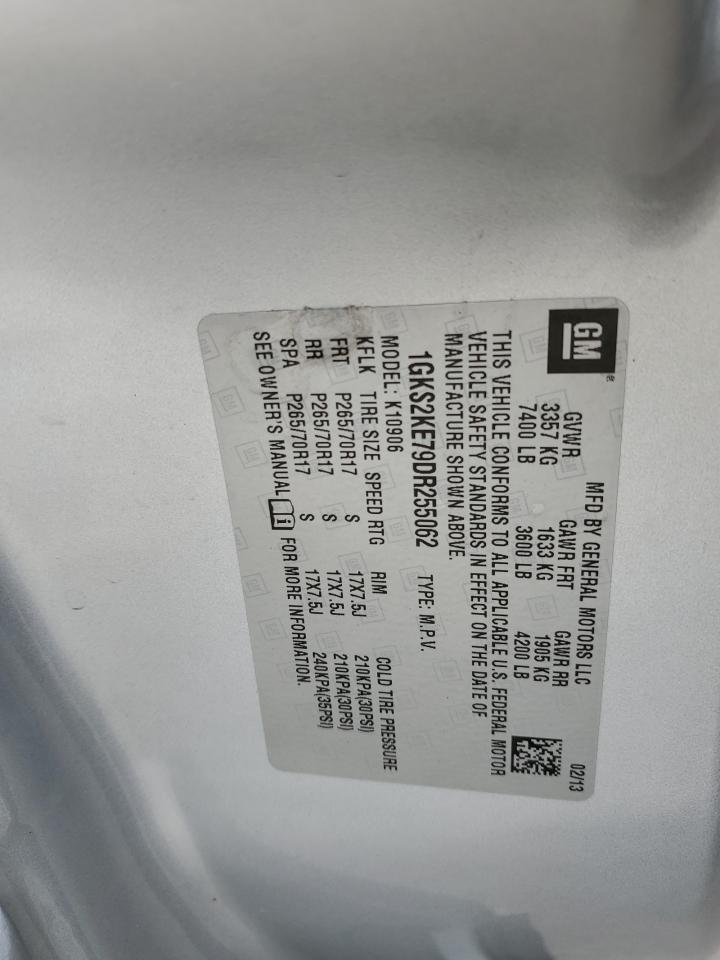 GM
MFD BY GENERAL MOTORS LLC 02/13
GVWR GAWR FRT GAWR RR
3357 KG 1633 KG 1905 KG
7400 LB 3600 LB 4200 LB
THIS VEHICLE CONFORMS TO ALL APPLICABLE U.S. FEDERAL MOTOR
VEHICLE SAFETY STANDARDS IN EFFECT ON THE DATE OF
MANUFACTURE SHOWN ABOVE.
1GKS2KE79DR255062 TYPE: M.P.V.
MODEL: K10906
KFLK TIRE SIZE SPEED RTG RIM COLD TIRE PRESSURE
FRT P265/70R17 S 17X7.5J 210KPA(30PSI)
RR P265/70R17 S 17X7.5J 210KPA(30PSI)
SPA P265/70R17 S 17X7.5J 240KPA(35PSI)
SEE OWNER'S MANUAL i FOR MORE INFORMATION.